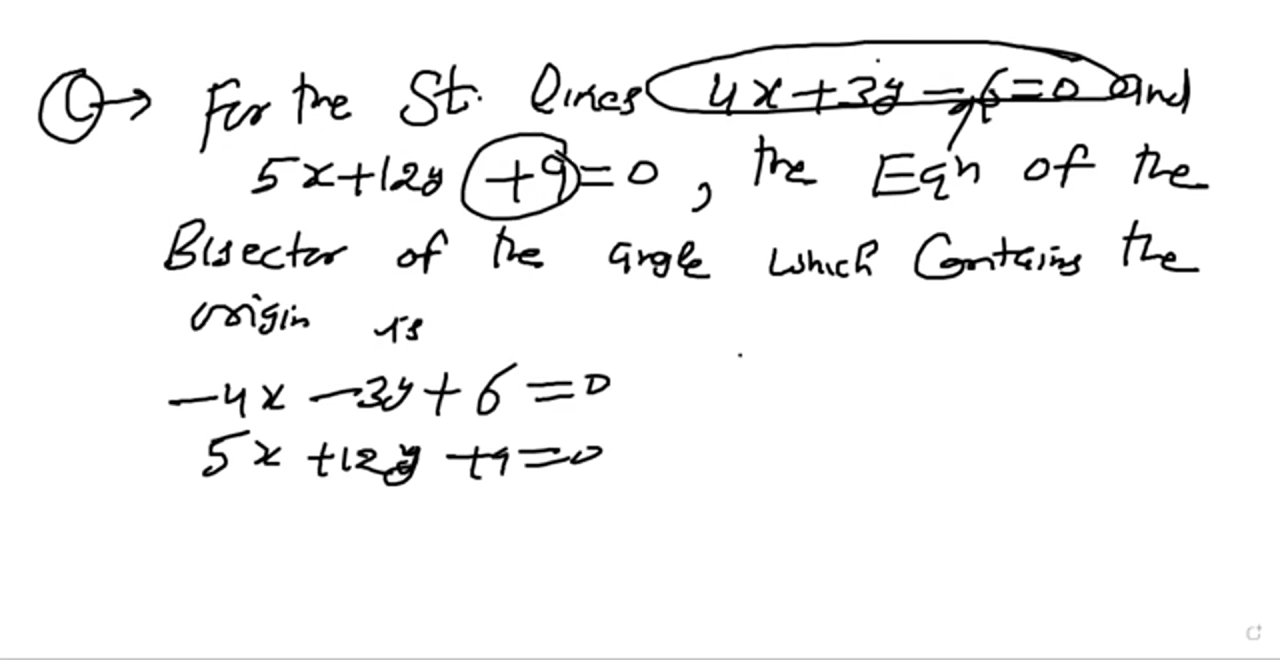 Q→ For the St. lines 4x+3y-6=0 and
5x+12y+9=0, the Eqn of the
Bisector of the angle which Contains the
origin is
-4x-3y+6=0
5x+12y+9=0